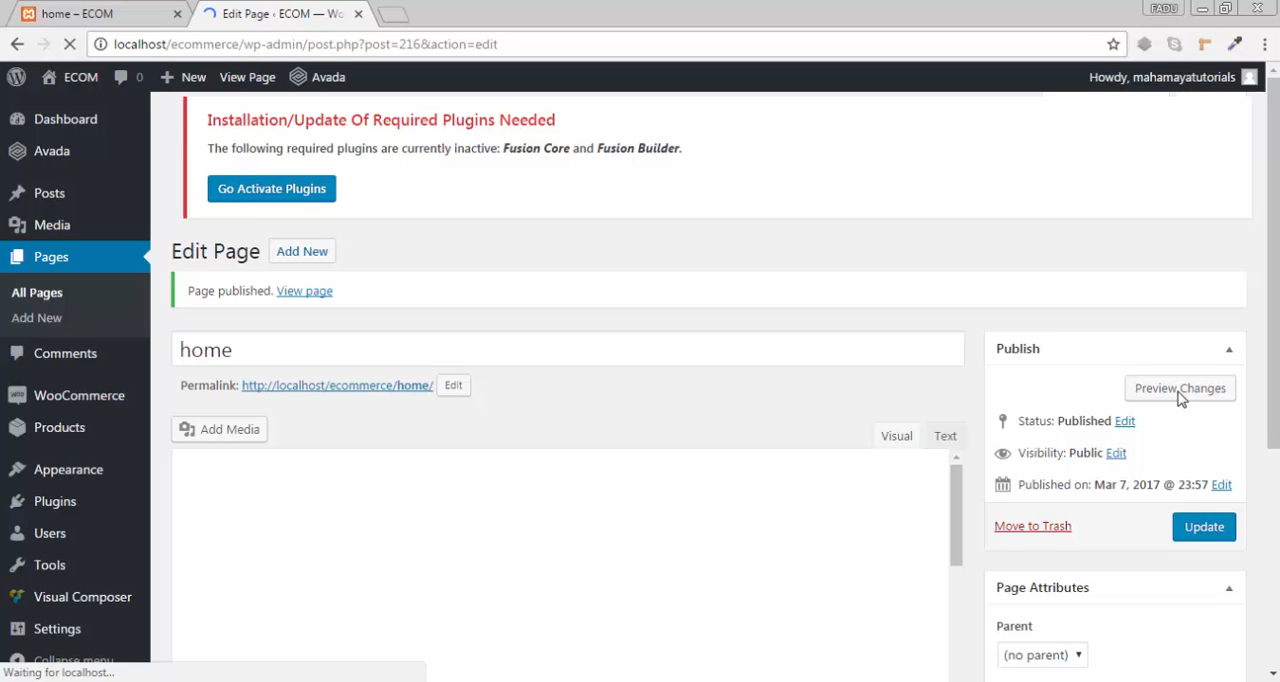 home – ECOM
Edit Page ‹ ECOM — Wo
FADU
localhost/ecommerce/wp-admin/post.php?post=216&action=edit
ECOM 0 New View Page Avada
Howdy, mahamayatutorials
Dashboard
Avada
Posts
Media
Pages
All Pages
Add New
Comments
WooCommerce
Products
Appearance
Plugins
Users
Tools
Visual Composer
Settings
Collapse menu
Installation/Update Of Required Plugins Needed
The following required plugins are currently inactive: Fusion Core and Fusion Builder.
Go Activate Plugins
Edit Page Add New
Page published. View page
home
Permalink: http://localhost/ecommerce/home/ Edit
Add Media
Visual Text
Publish
Preview Changes
Status: Published Edit
Visibility: Public Edit
Published on: Mar 7, 2017 @ 23:57 Edit
Move to Trash Update
Page Attributes
Parent
(no parent)
Waiting for localhost...